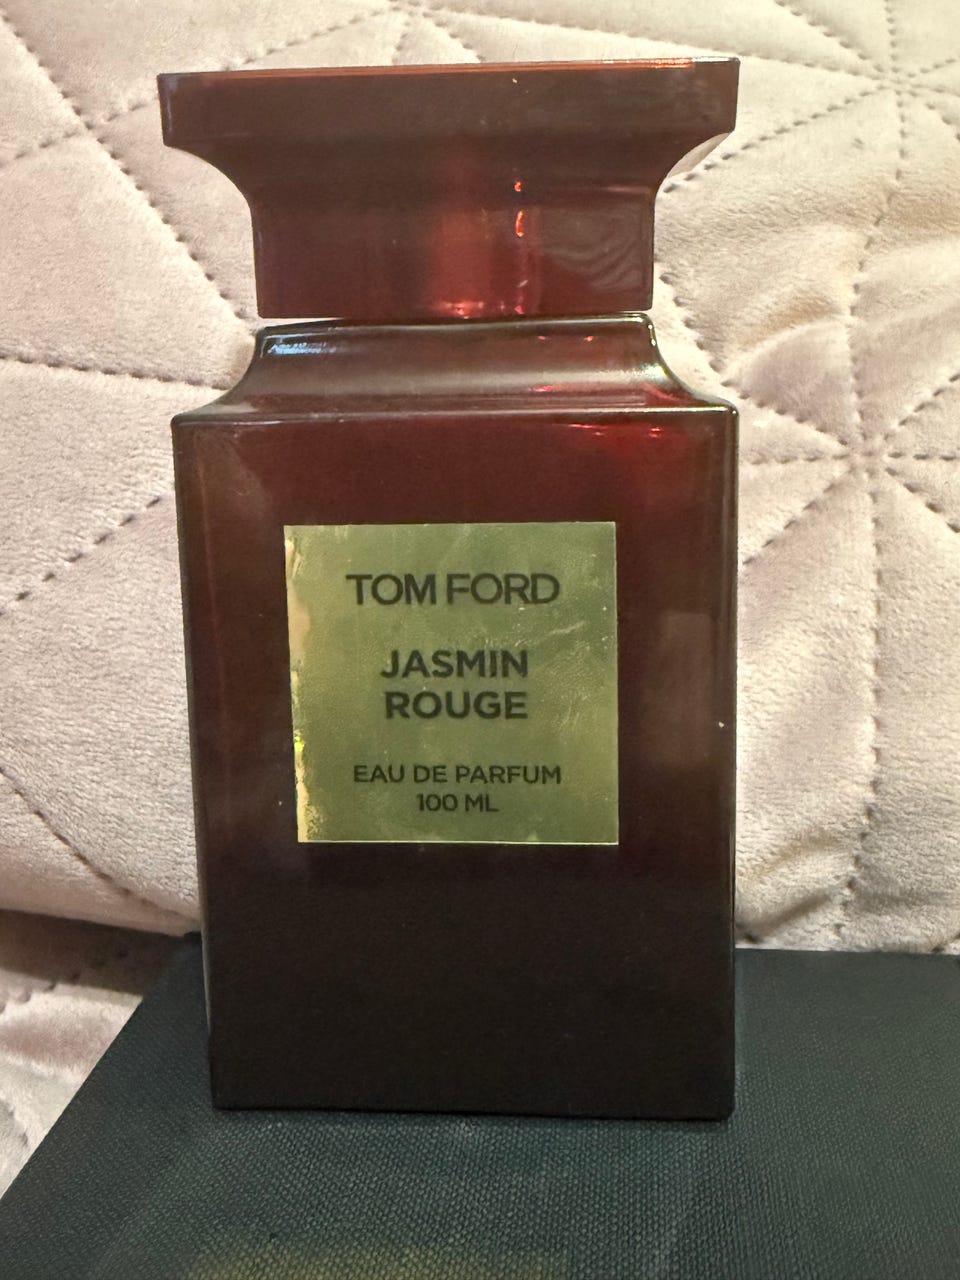 TOM FORD
JASMIN
ROUGE
EAU DE PARFUM
100 ML